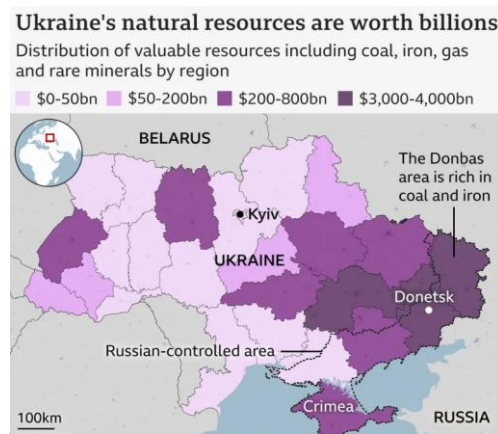 Ukraine's natural resources are worth billions
Distribution of valuable resources including coal, iron, gas
and rare minerals by region
$0-50bn $50-200bn $200-800bn $3,000-4,000bn
BELARUS
The Donbas
area is rich in
coal and iron
Kyiv
UKRAINE
Donetsk
Russian-controlled area
Crimea
100km
RUSSIA